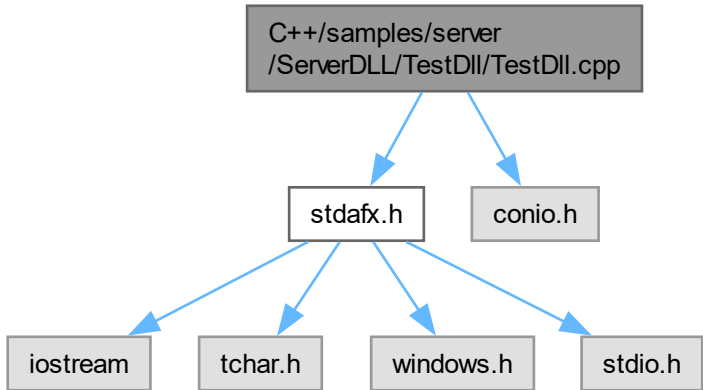 C++/samples/server
/ServerDLL/TestDll/TestDll.cpp
stdafx.h
conio.h
iostream
tchar.h
windows.h
stdio.h